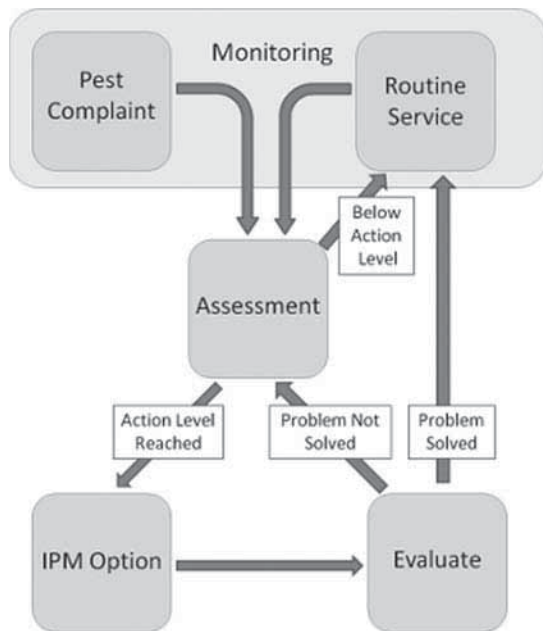 Monitoring
Pest
Complaint
Routine
Service
Below
Action
Level
Assessment
Action Level
Reached
Problem Not
Solved
Problem
Solved
IPM Option
Evaluate